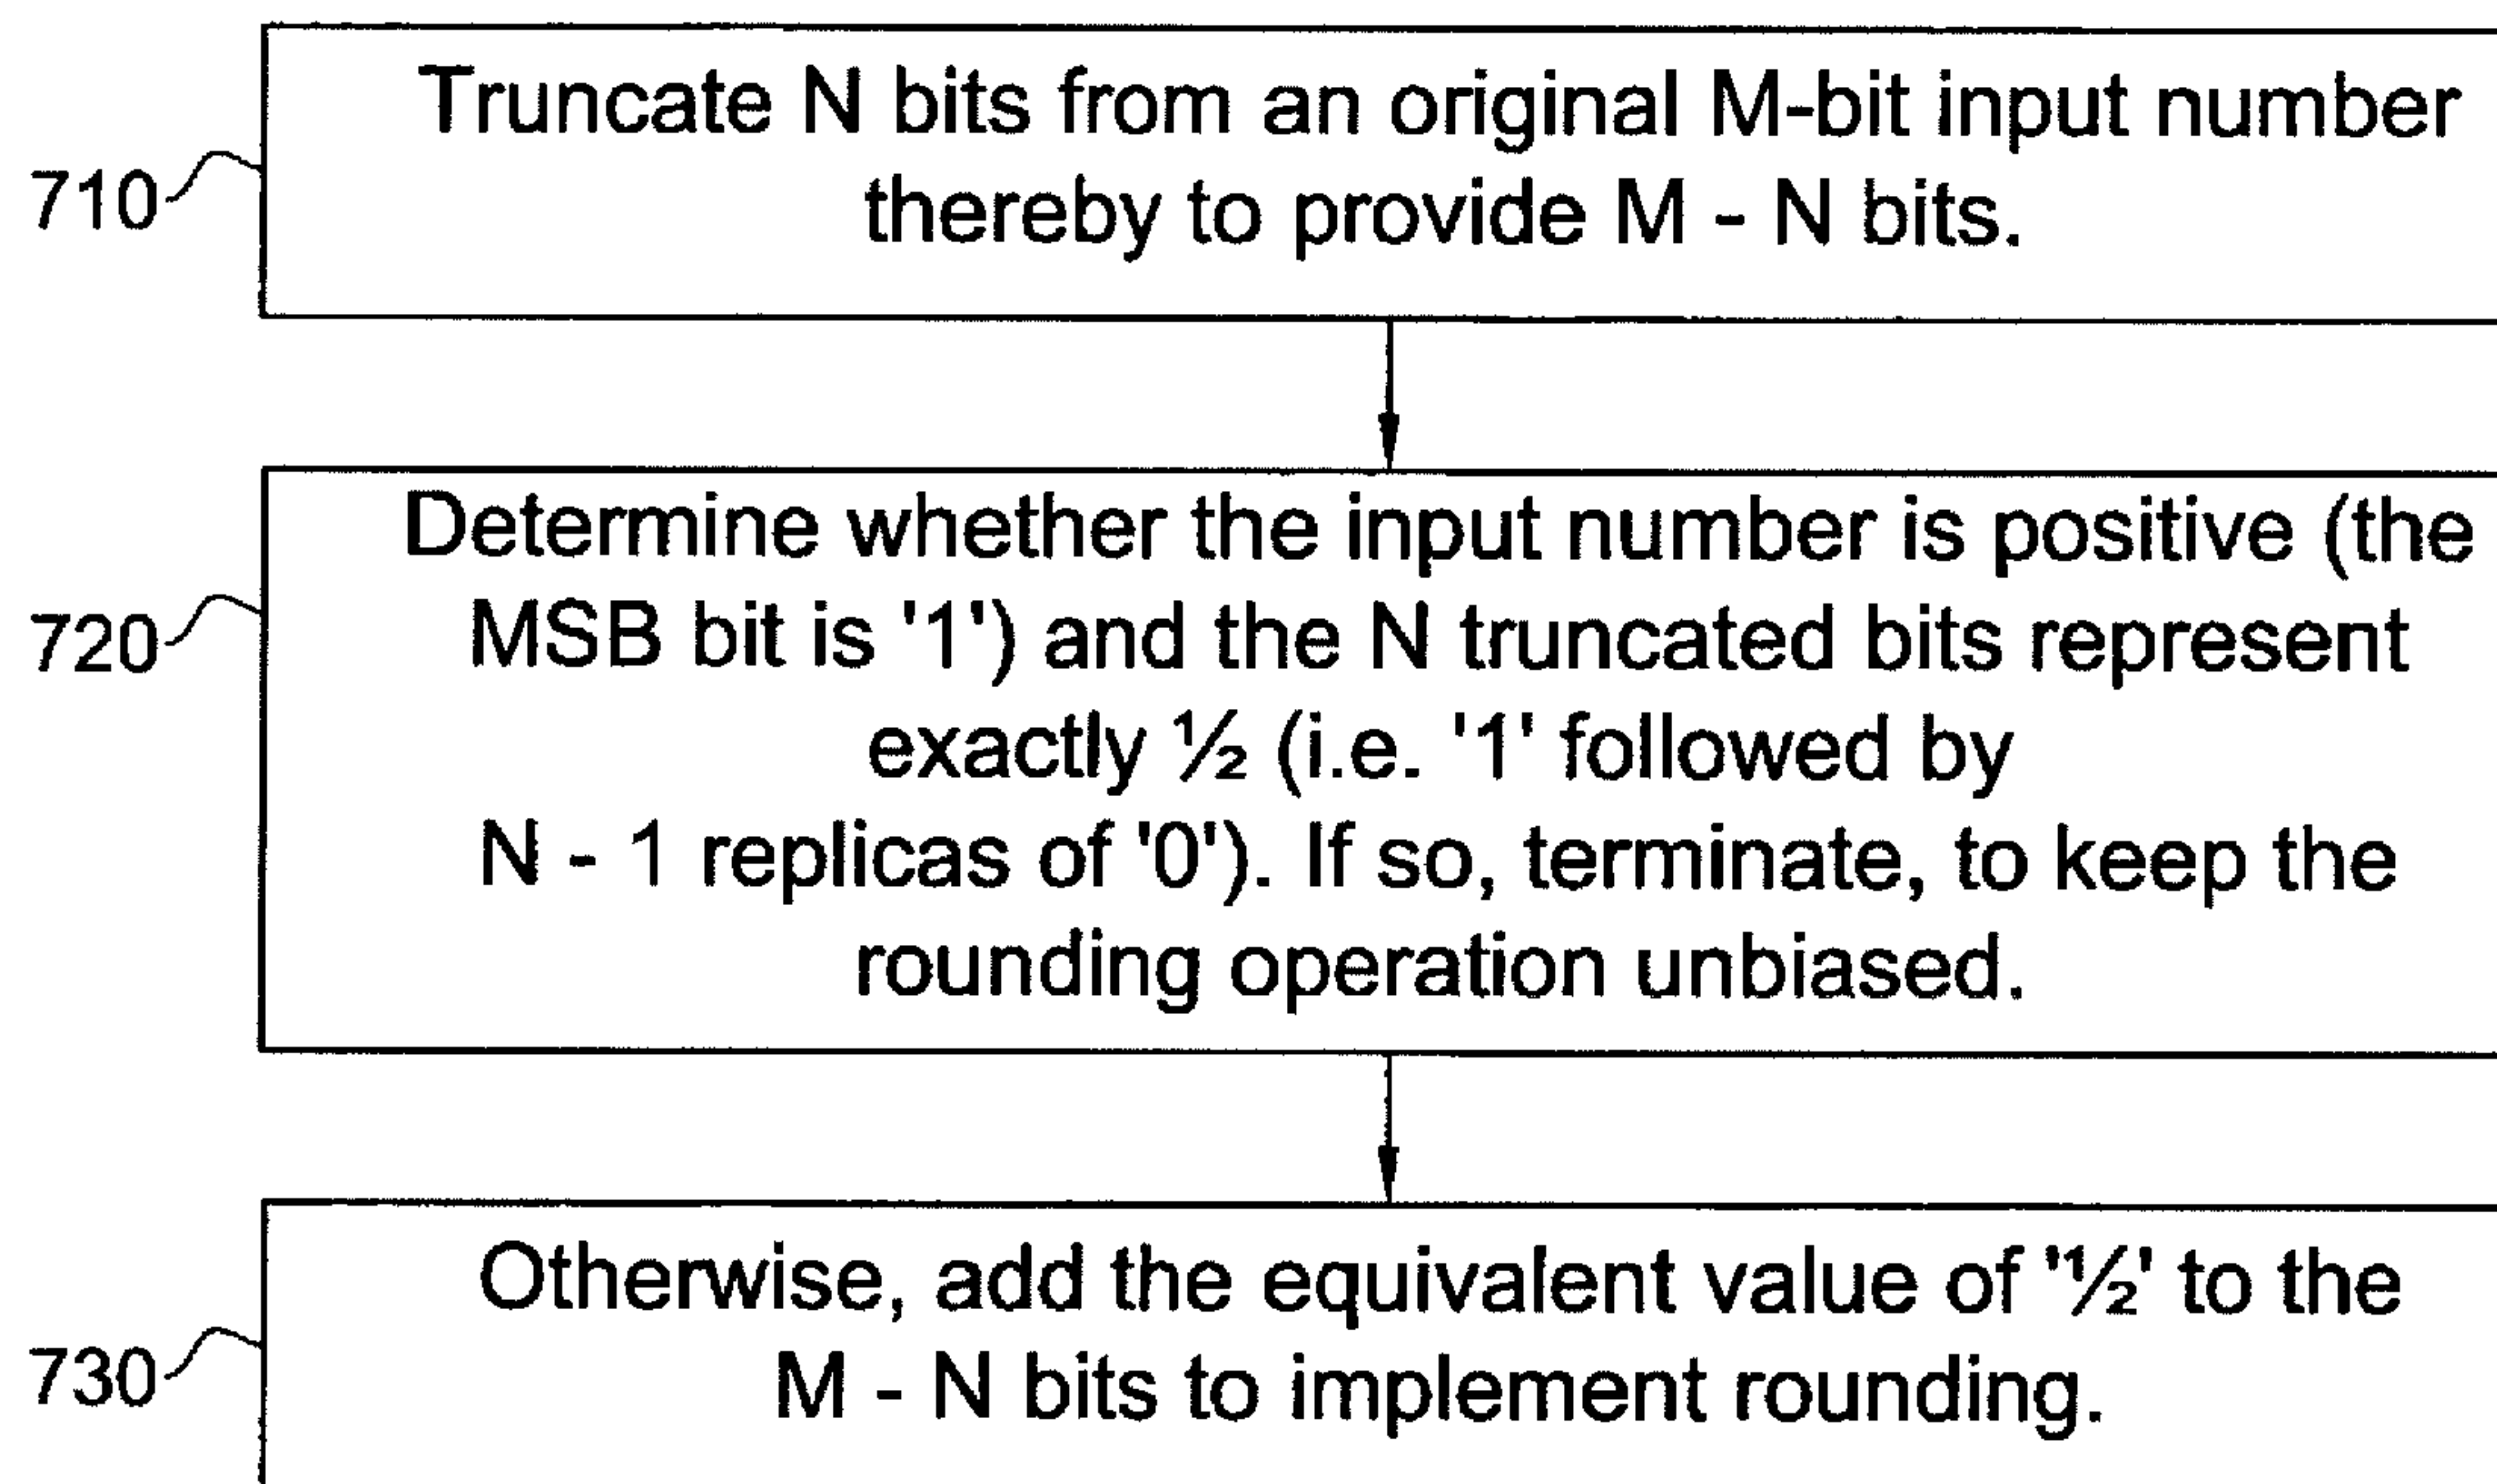 Truncate N bits from an original M-bit input number
thereby to provide M - N bits.
710
Determine whether the input number is positive (the
MSB bit is '1') and the N truncated bits represent
exactly ½ (i.e. '1' followed by
N - 1 replicas of '0'). If so, terminate, to keep the
rounding operation unbiased.
720
Otherwise, add the equivalent value of '½' to the
M - N bits to implement rounding.
730